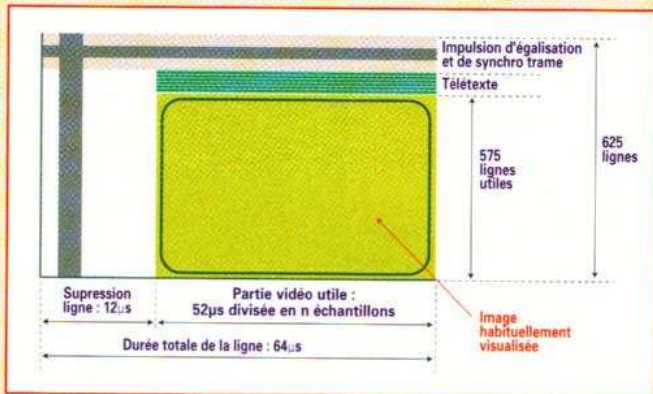 Impulsion d'égalisation
et de synchro trame
Télétexte
575
lignes
utiles
625
lignes
Supression
ligne : 12µs
Partie vidéo utile :
52µs divisée en n échantillons
Durée totale de la ligne : 64µs
Image
habituellement
visualisée